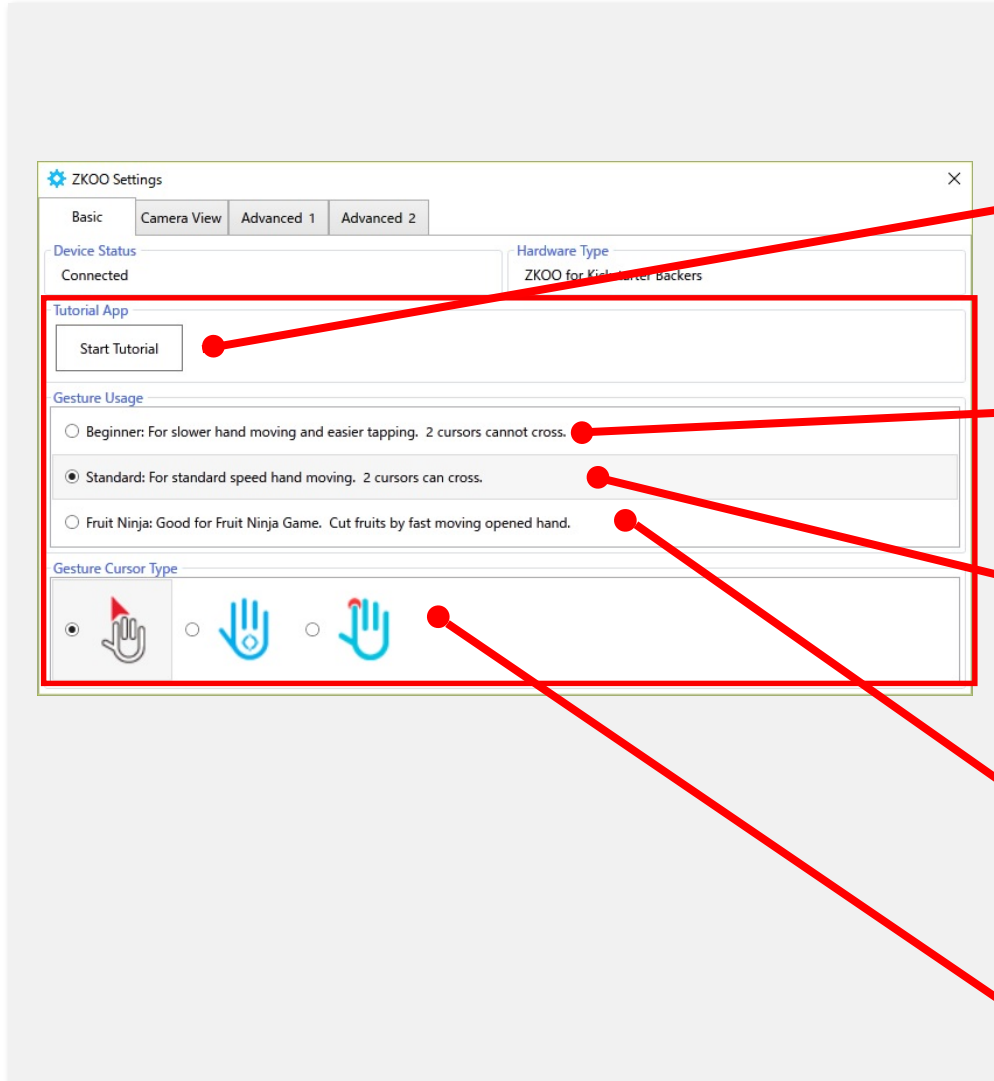 ZKOO Settings
Basic
Camera View
Advanced 1
Advanced 2
Device Status
Connected
Hardware Type
ZKOO for Kickstarter Backers
Tutorial App
Start Tutorial
Gesture Usage
Beginner: For slower hand moving and easier tapping. 2 cursors cannot cross.
Standard: For standard speed hand moving. 2 cursors can cross.
Fruit Ninja: Good for Fruit Ninja Game. Cut fruits by fast moving opened hand.
Gesture Cursor Type